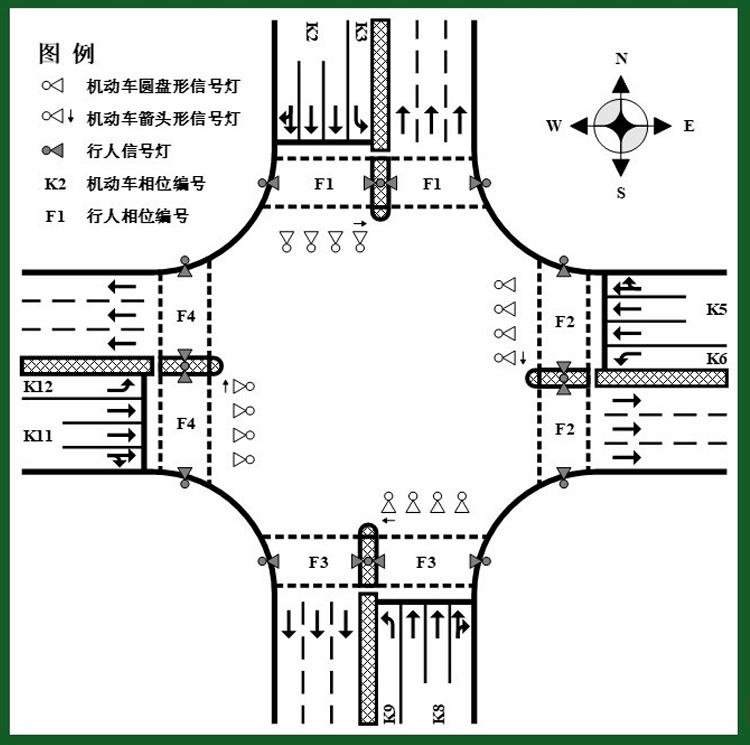 图 例
机动车圆盘形信号灯
机动车箭头形信号灯
行人信号灯
K2 机动车相位编号
F1 行人相位编号
K2
K3
N
W
E
S
F1
F1
F4
F2
K5
K6
K12
K11
F4
F2
F3
F3
K9
K8